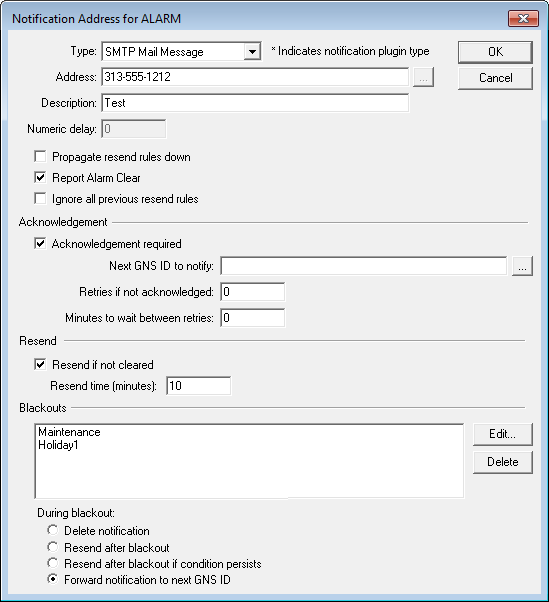 Notification Address for ALARM
Type: SMTP Mail Message * Indicates notification plugin type OK
Address: 313-555-1212 ... Cancel
Description: Test
Numeric delay: 0
Propagate resend rules down
Report Alarm Clear
Ignore all previous resend rules
Acknowledgement
Acknowledgement required
Next GNS ID to notify: ...
Retries if not acknowledged: 0
Minutes to wait between retries: 0
Resend
Resend if not cleared
Resend time (minutes): 10
Blackouts
Maintenance Edit...
Holiday1
Delete
During blackout:
Delete notification
Resend after blackout
Resend after blackout if condition persists
Forward notification to next GNS ID